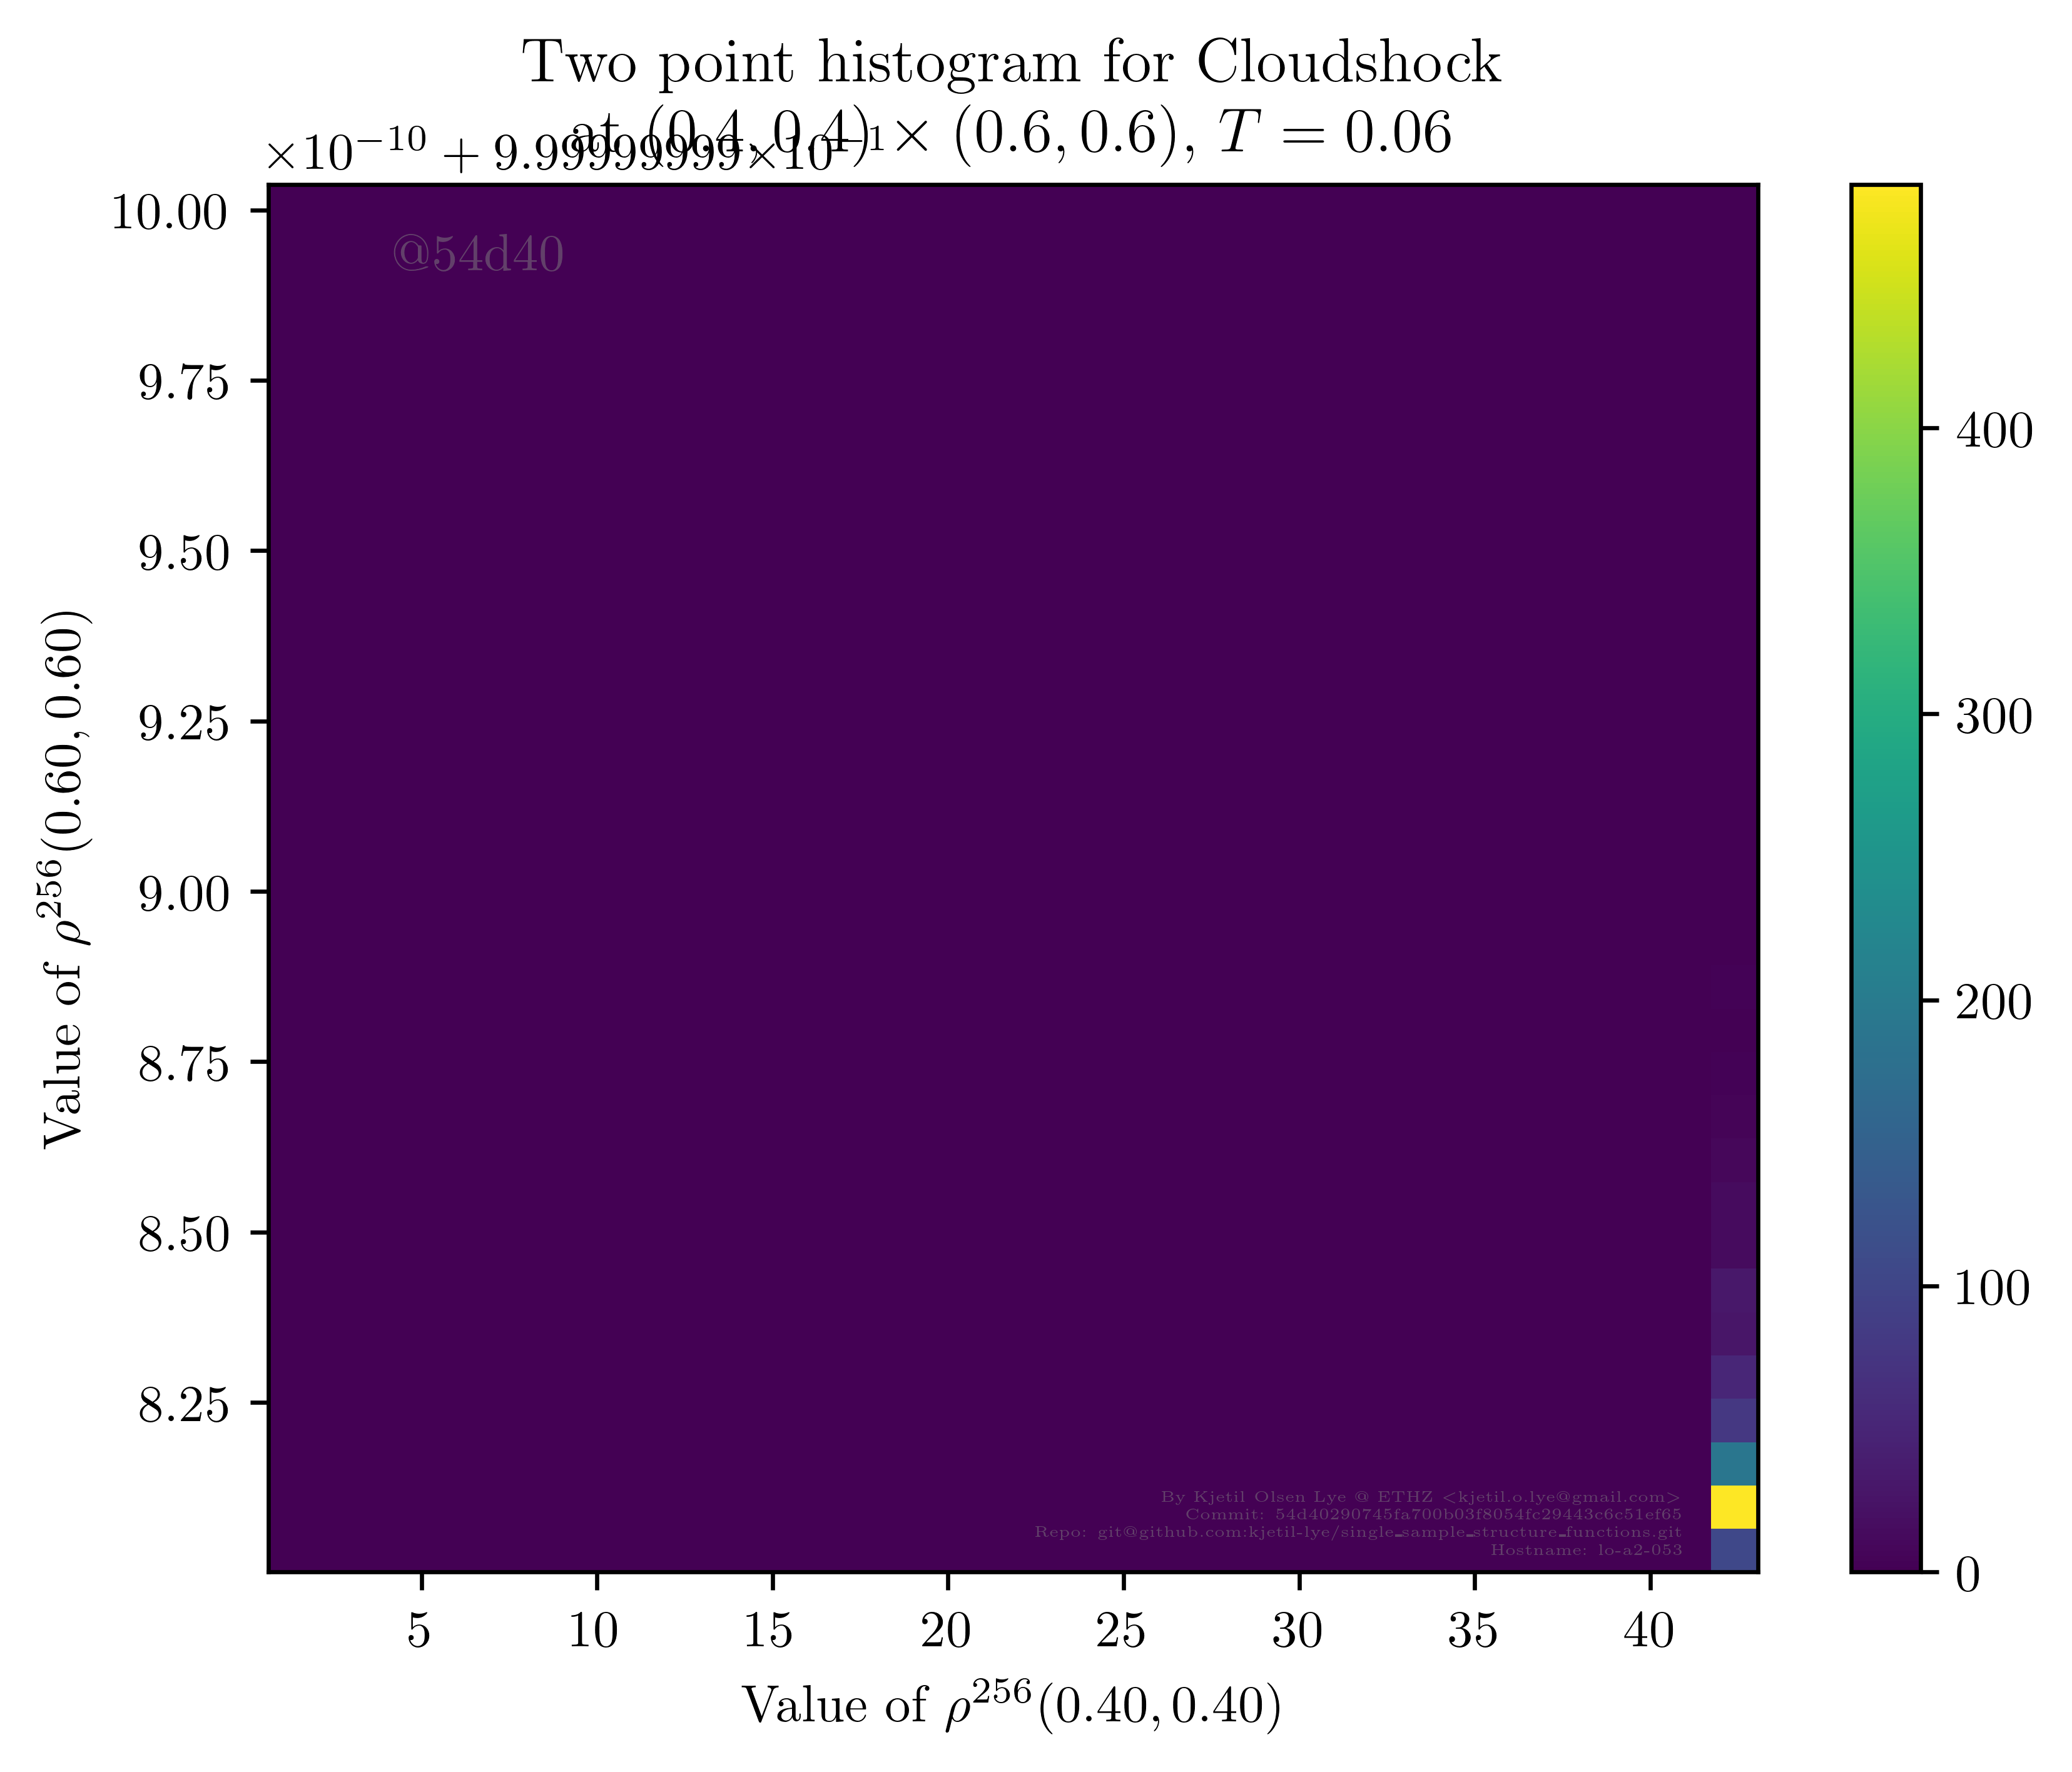 Two point histogram for Cloudshock
at (0.4, 0.4) × (0.6, 0.6), T = 0.06
×10⁻¹⁰ + 9.999999999×10⁻¹
@54d40
10.00
9.75
9.50
9.25
9.00
8.75
8.50
8.25
Value of ρ²⁵⁶(0.60, 0.60)
400
300
200
100
0
By Kjetil Olsen Lye @ ETHZ <kjetil.o.lye@gmail.com>
Commit: 54d40290745fa700b03f8054fc29443c6c51ef65
Repo: git@github.com:kjetil-lye/single_sample_structure_functions.git
Hostname: lo-a2-053
5 10 15 20 25 30 35 40
Value of ρ²⁵⁶(0.40, 0.40)